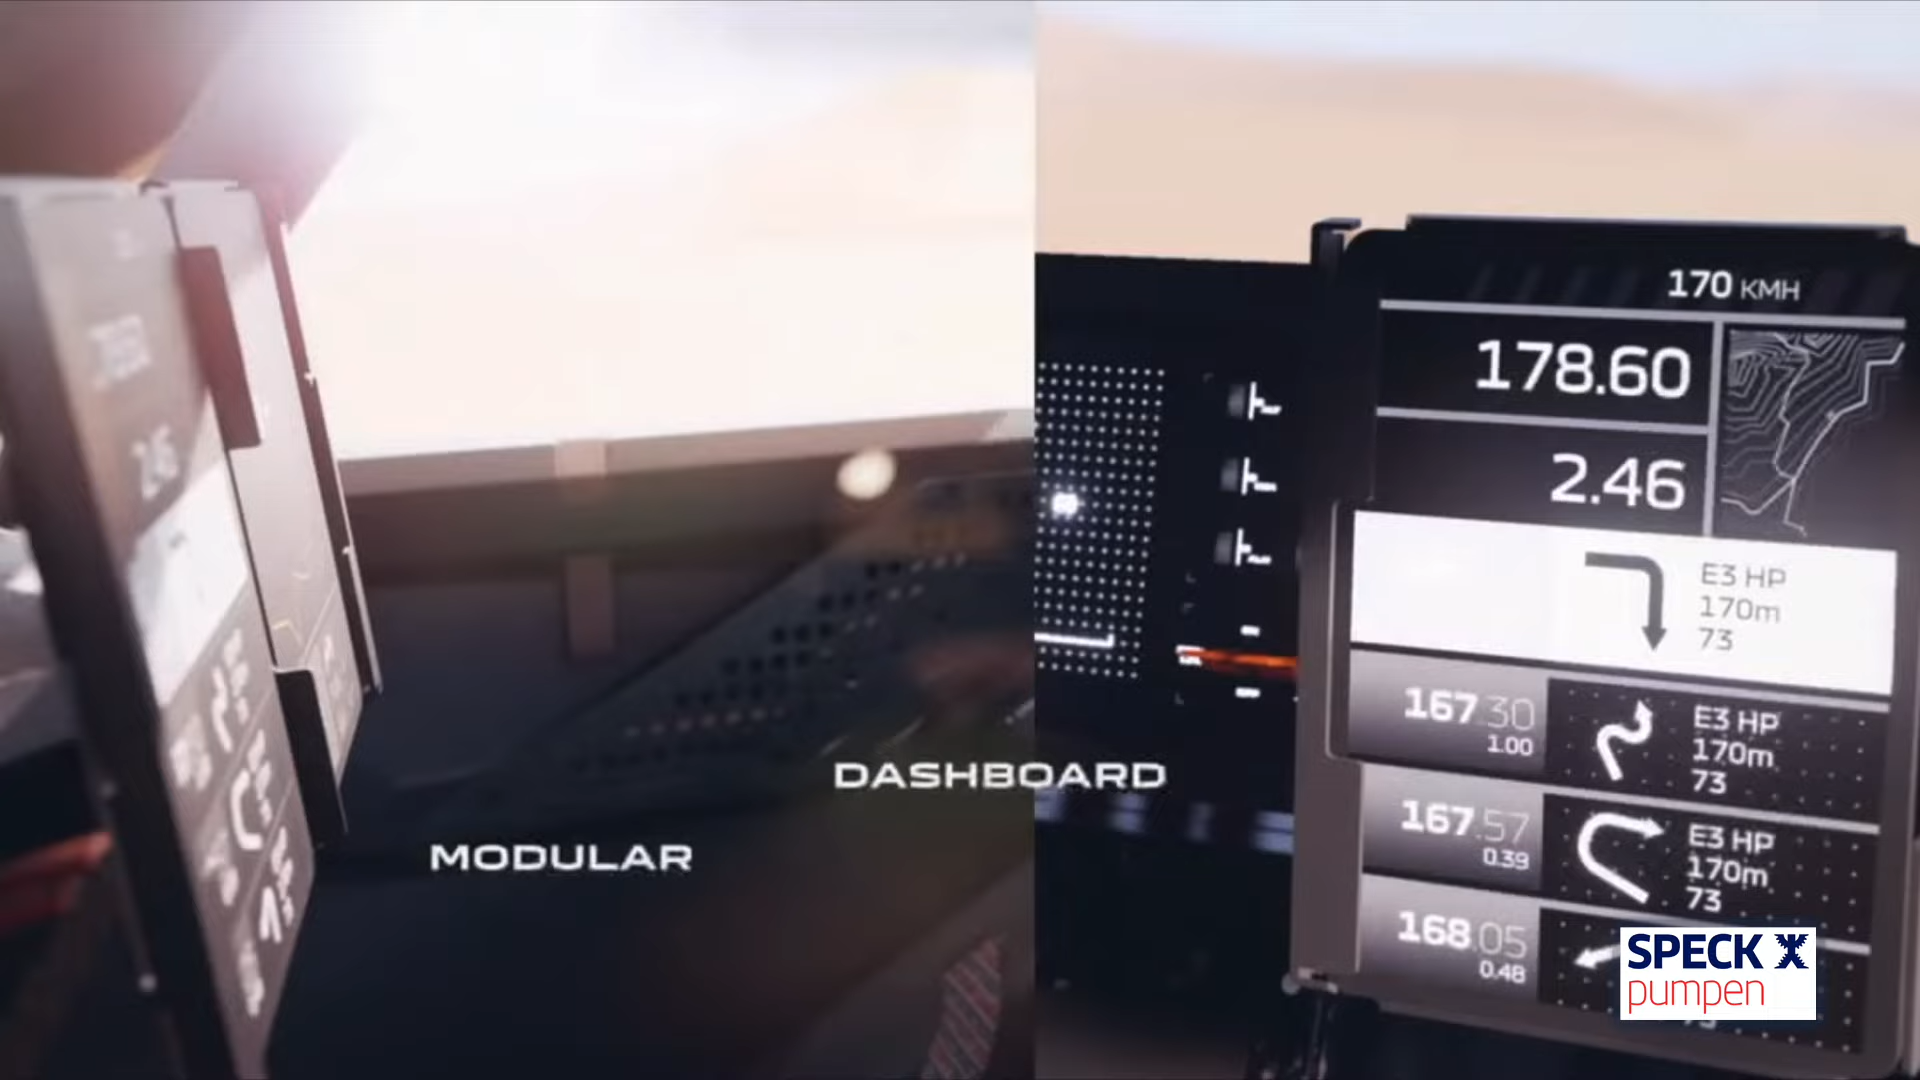 170 KMH
178.60
2.46
E3 HP
170m
73
167.30
1.00
E3 HP
170m
73
167.57
0.39
E3 HP
170m
73
168.05
0.48
73
DASHBOARD
MODULAR
SPECK
pumpen